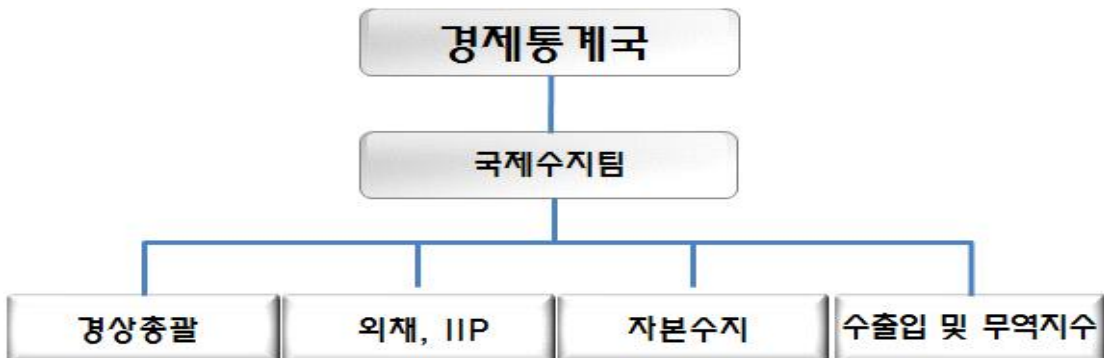 경제통계국
국제수지팀
경상총괄
외채, IIP
자본수지
수출입 및 무역지수